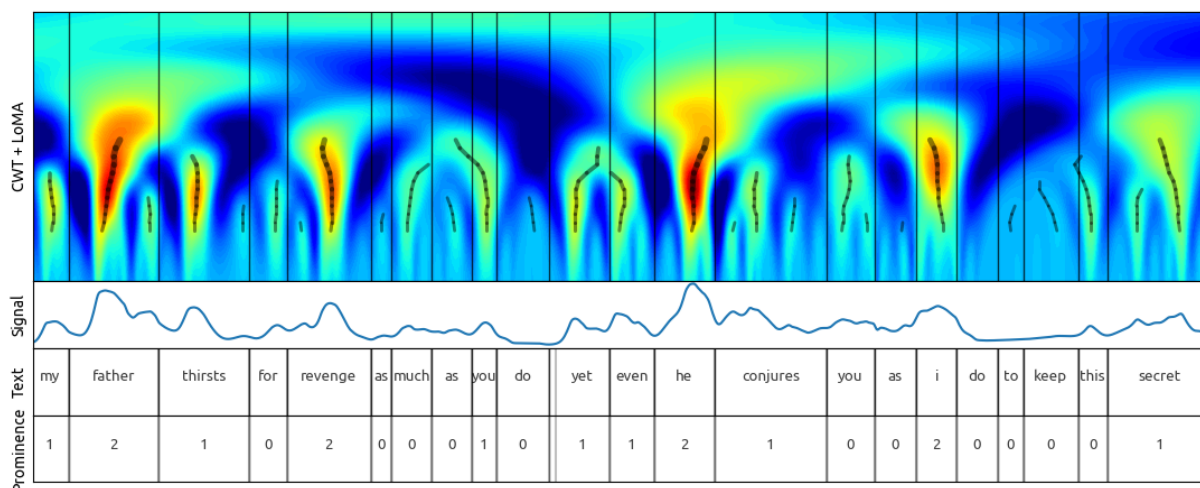 CWT + LoMA
Signal
Text my father thirsts for revenge as much as you do yet even he conjures you as i do to keep this secret
Prominence 1 2 1 0 2 0 0 0 1 0 1 1 2 1 0 0 2 0 0 0 0 1